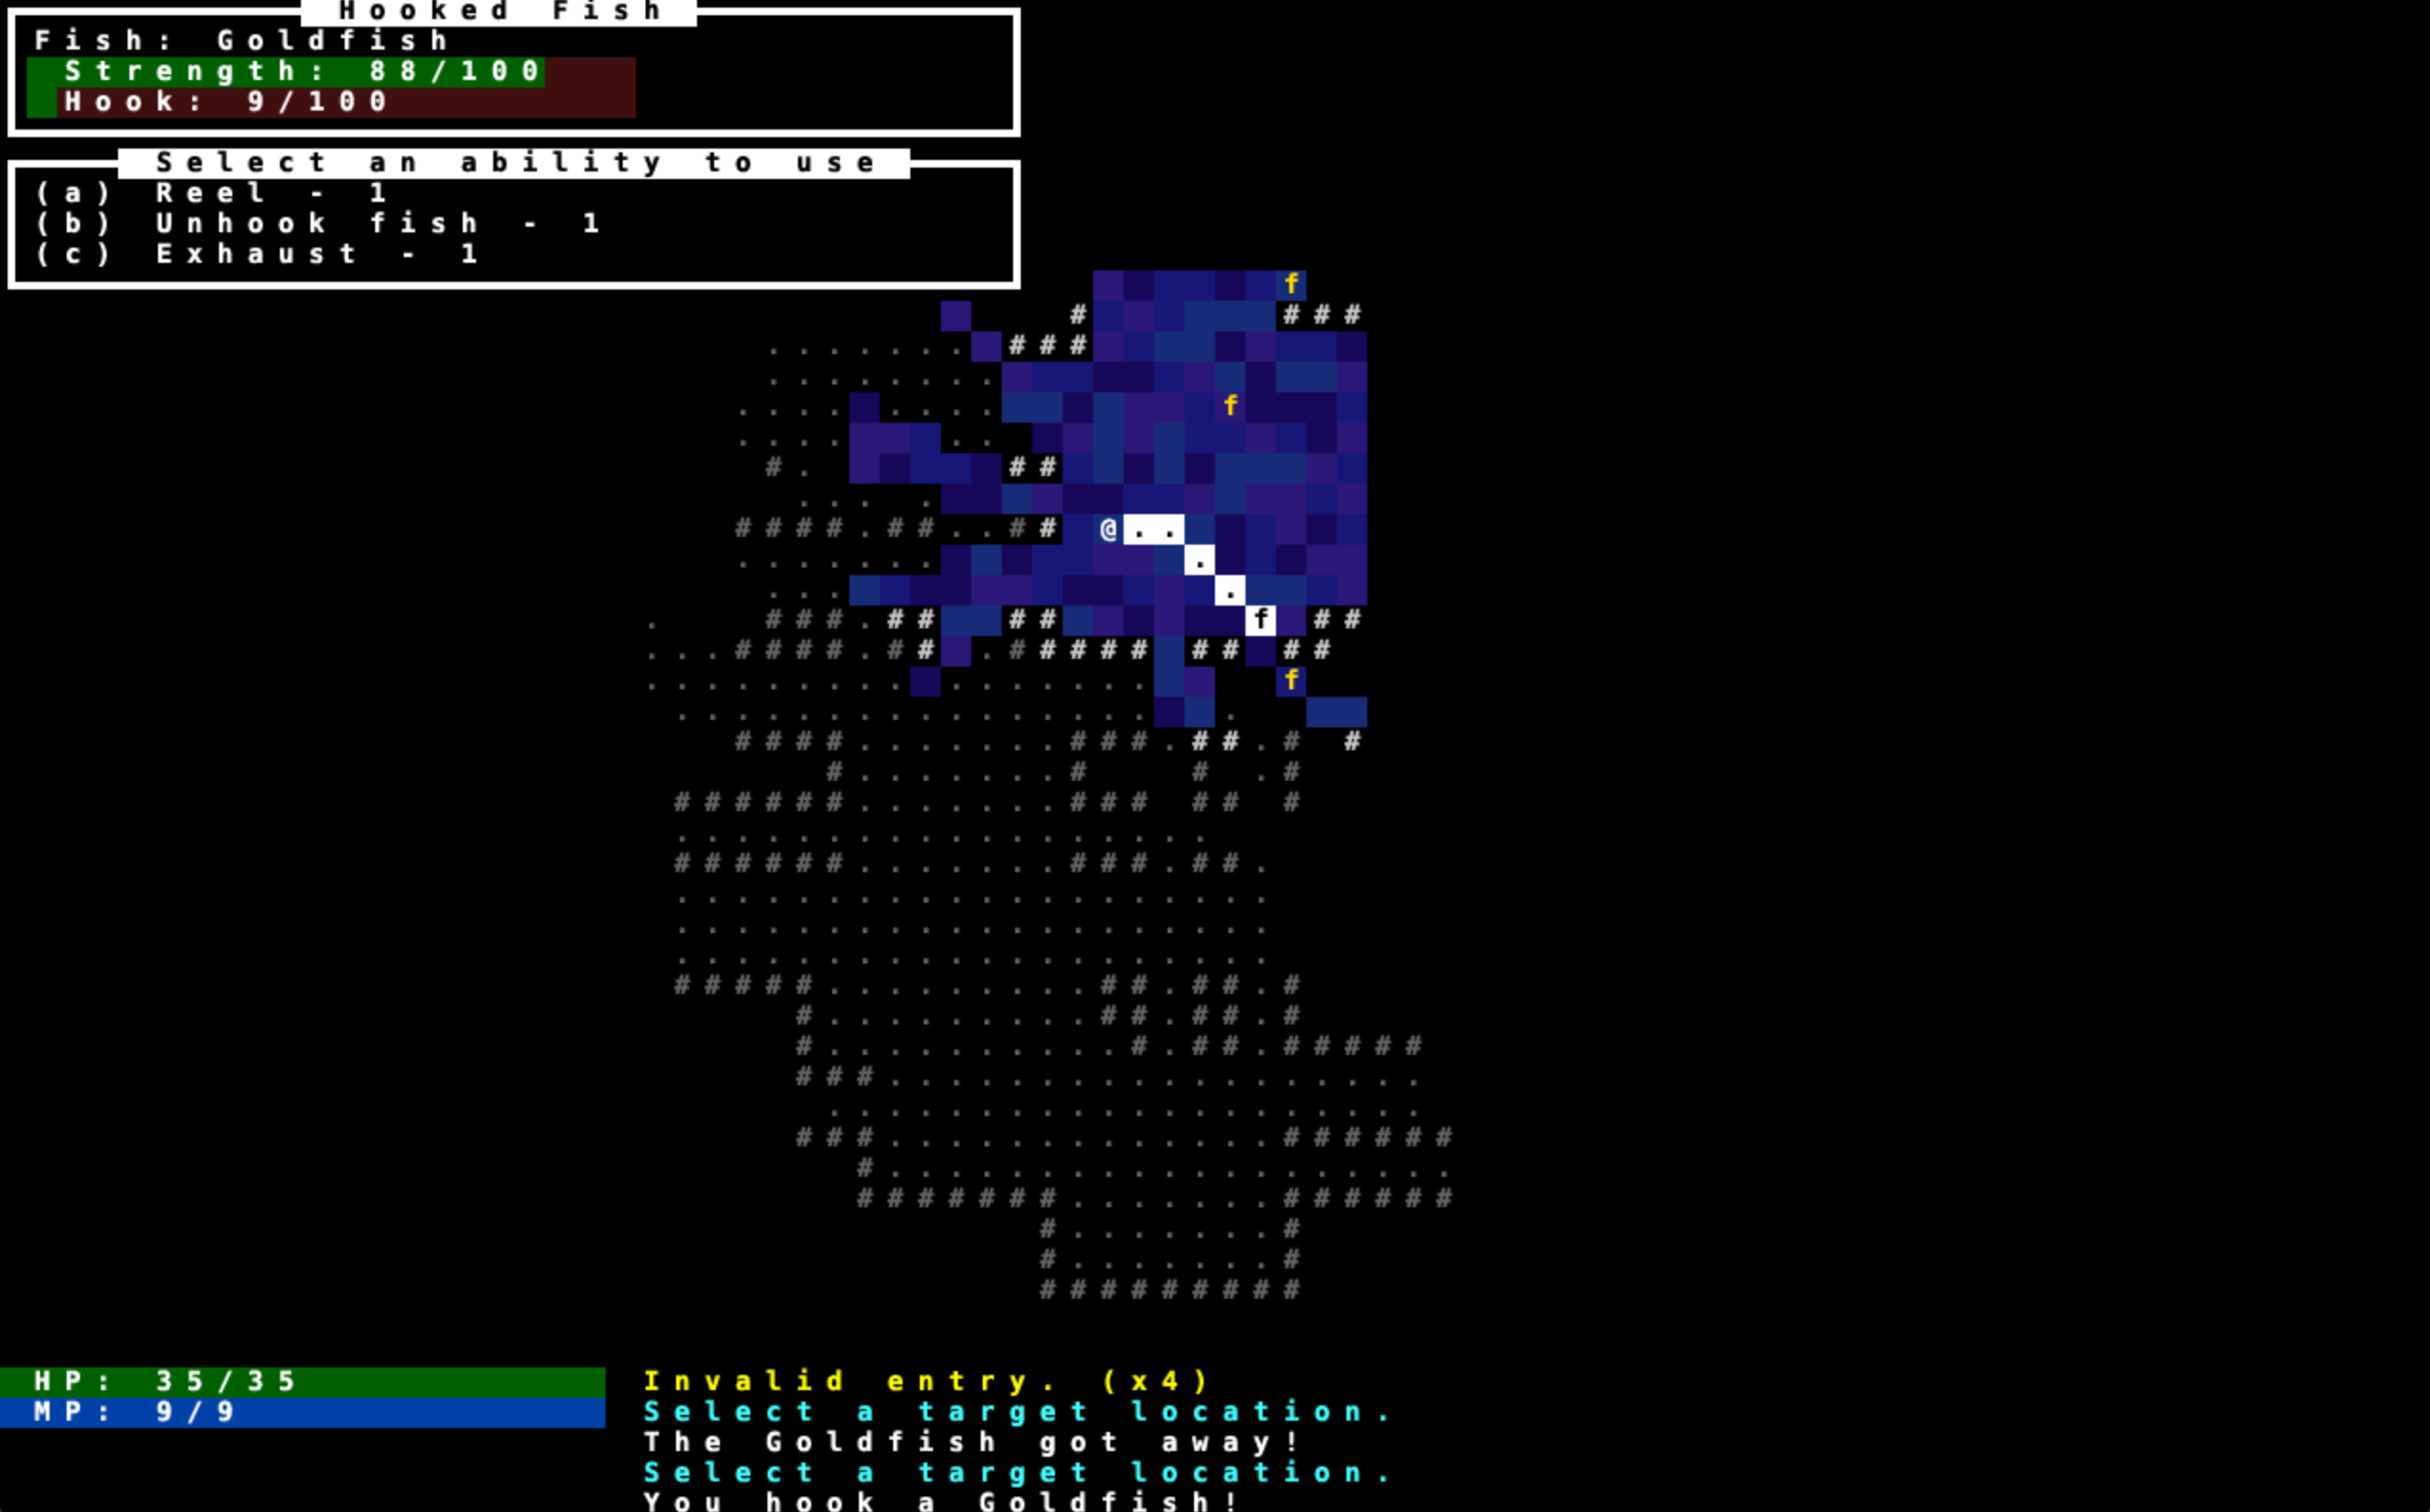 Hooked Fish
Fish: Goldfish
Strength: 88/100
Hook: 9/100
Select an ability to use
(a) Reel - 1
(b) Unhook fish - 1
(c) Exhaust - 1
HP: 35/35
MP: 9/9
Invalid entry. (x4)
Select a target location.
The Goldfish got away!
Select a target location.
You hook a Goldfish!